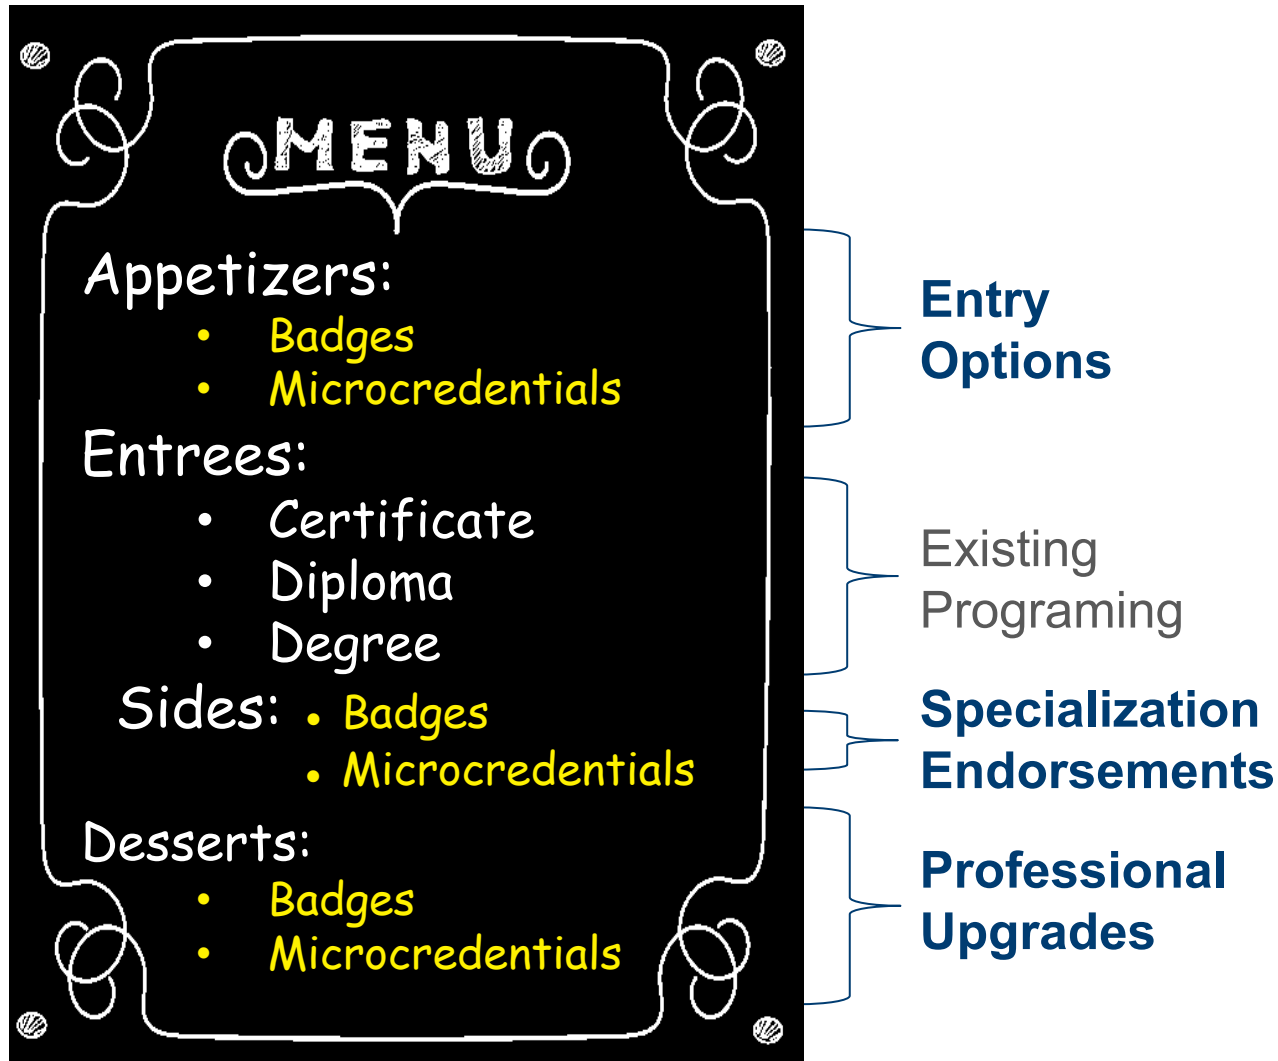 MENU
Appetizers:
• Badges
• Microcredentials
Entry
Options
Entrees:
• Certificate
• Diploma
• Degree
Existing
Programing
Sides: • Badges
• Microcredentials
Specialization
Endorsements
Desserts:
• Badges
• Microcredentials
Professional
Upgrades